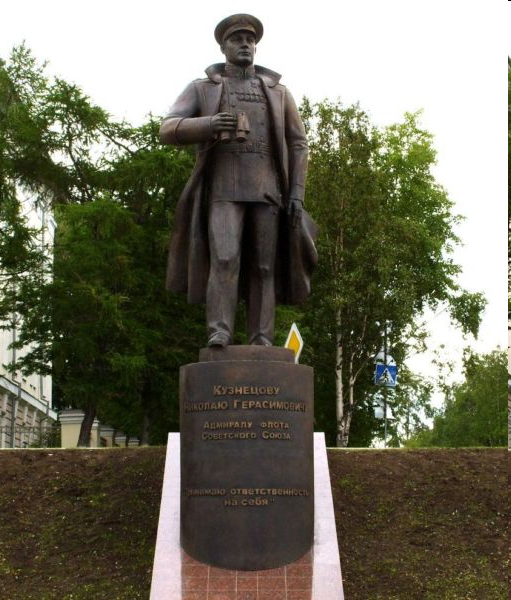 Кузнецову
Николаю Герасимовичу
Адмиралу флота
Советского Союза
"Принимаю ответственность
на себя"